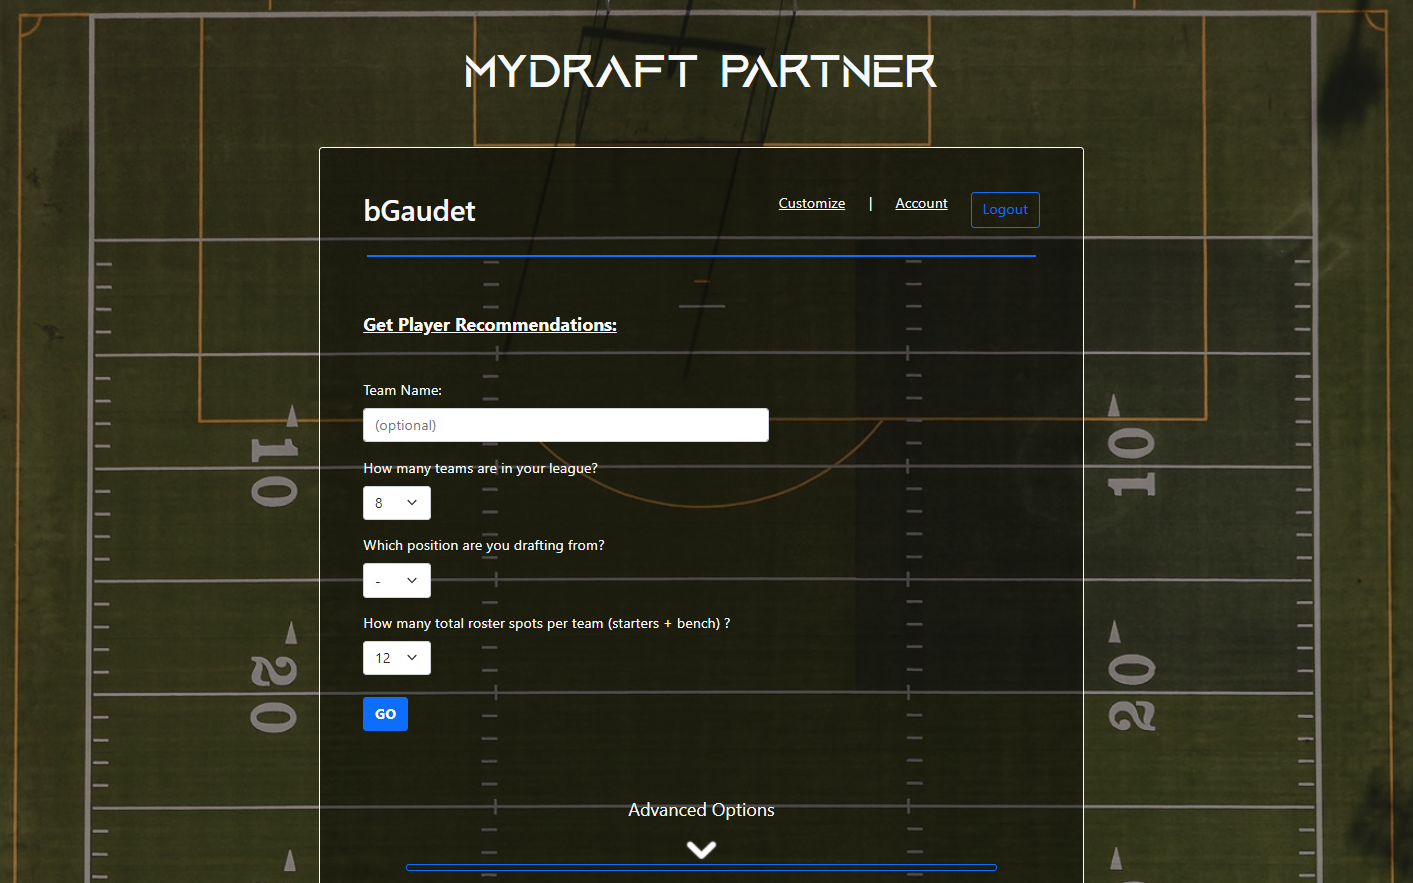 MYDRAFT PARTNER
bGaudet
Customize | Account Logout
Get Player Recommendations:
Team Name:
(optional)
How many teams are in your league?
8
Which position are you drafting from?
-
How many total roster spots per team (starters + bench) ?
12
GO
Advanced Options
10
10
20
20